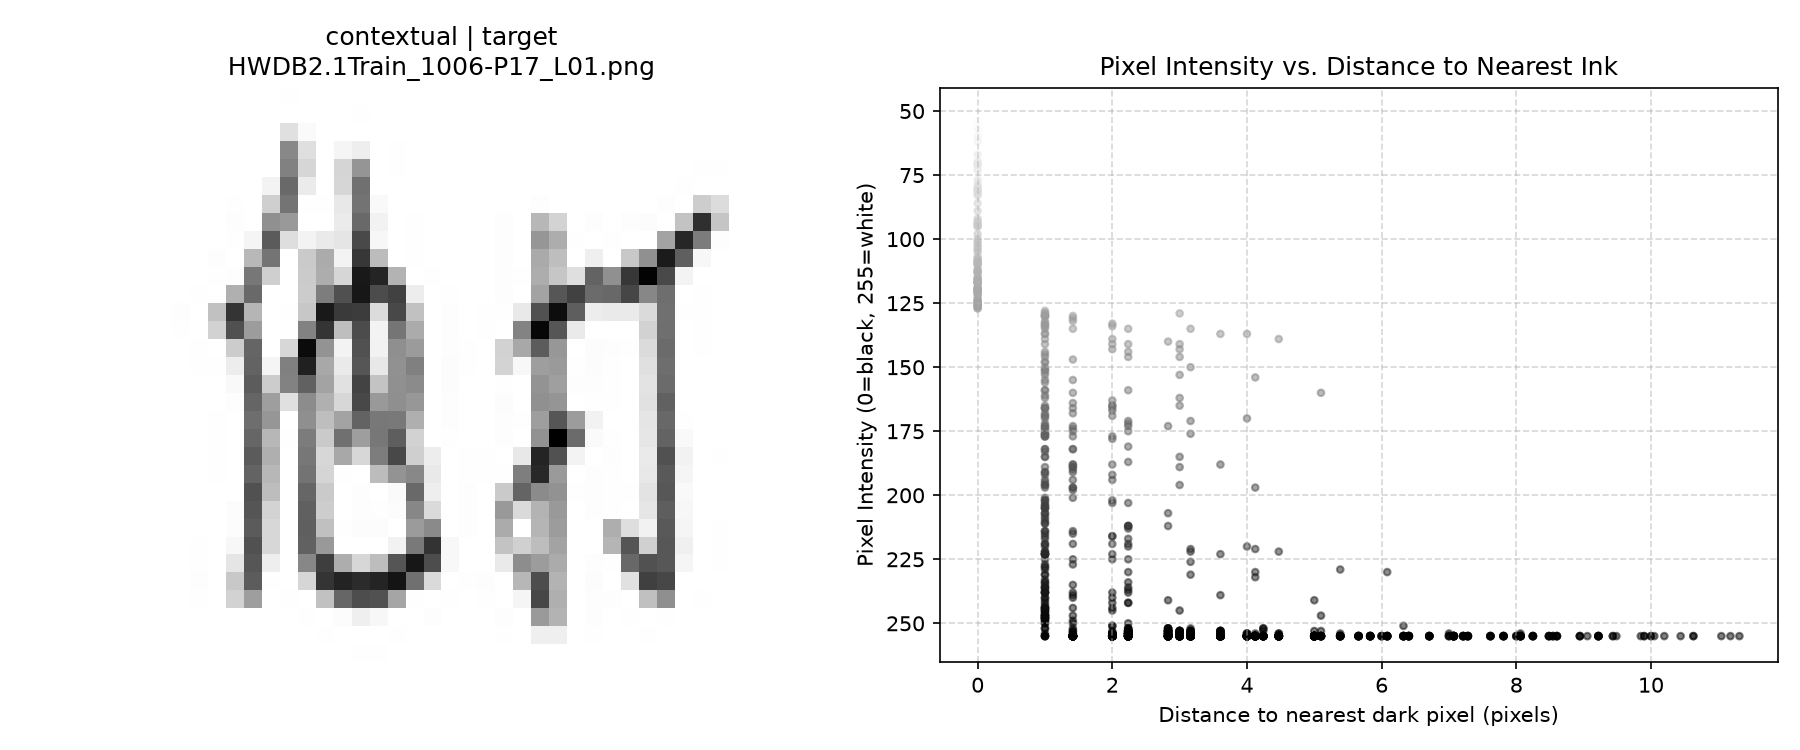 contextual | target
HWDB2.1Train_1006-P17_L01.png
他打
Pixel Intensity vs. Distance to Nearest Ink
Pixel Intensity (0=black, 255=white)
50
75
100
125
150
175
200
225
250
0 2 4 6 8 10
Distance to nearest dark pixel (pixels)